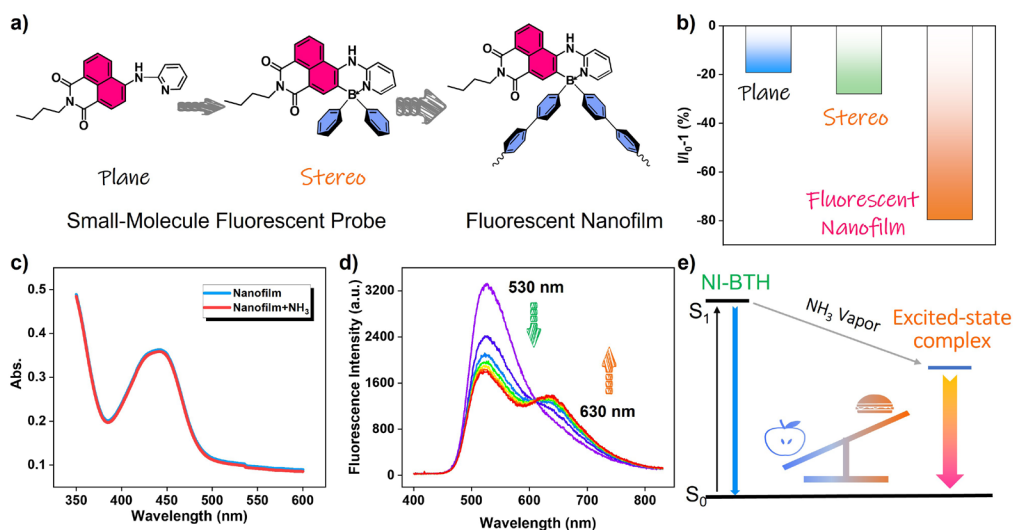 a)
O
N
O
NH
N
Plane
O
N
O
NH
N
B
Stereo
O
N
O
NH
N
B
Small-Molecule Fluorescent Probe
Fluorescent Nanofilm
b)
0
-20
-40
-60
-80
I/I0-1 (%)
Plane
Stereo
Fluorescent
Nanofilm
c)
0.5
0.4
0.3
0.2
0.1
Abs.
Nanofilm
Nanofilm+NH3
350 400 450 500 550 600
Wavelength (nm)
d)
3200
2400
1600
800
0
Fluorescence Intensity (a.u.)
530 nm
630 nm
400 500 600 700 800
Wavelength (nm)
e)
NI-BTH
S1
NH3 Vapor
Excited-state
complex
S0